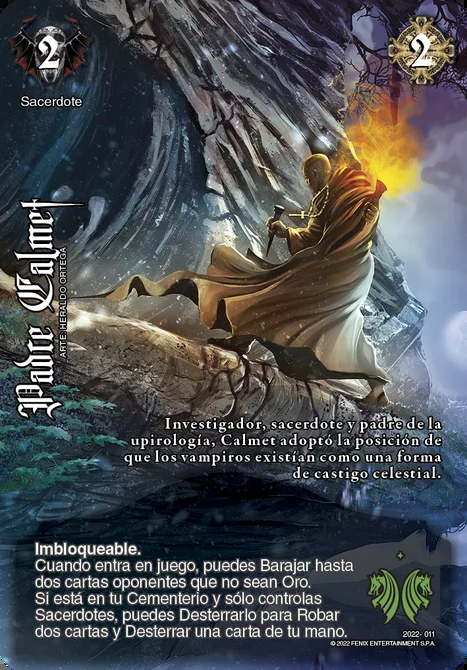 2
2
Sacerdote
Padre Calmet
ARTE: HERALDO ORTEGA
Investigador, sacerdote y padre de la
upirología, Calmet adoptó la posición de
que los vampiros existían como una forma
de castigo celestial.
Imbloqueable.
Cuando entra en juego, puedes Barajar hasta
dos cartas oponentes que no sean Oro.
Si está en tu Cementerio y sólo controlas
Sacerdotes, puedes Desterrarlo para Robar
dos cartas y Desterrar una carta de tu mano.
2022- 011
© 2022 FENIX ENTERTAINMENT S.P.A.